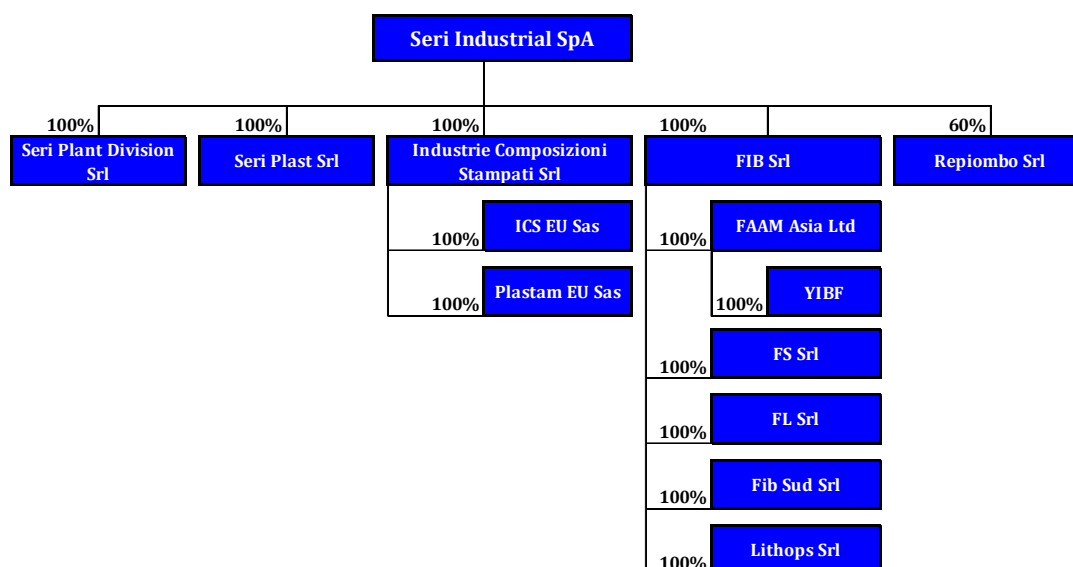 Seri Industrial SpA
100%
100%
100%
100%
60%
Seri Plant Division
Srl
Seri Plast Srl
Industrie Composizioni
Stampati Srl
FIB Srl
Repiombo Srl
100%
ICS EU Sas
100%
FAAM Asia Ltd
100%
Plastam EU Sas
100%
YIBF
100%
FS Srl
100%
FL Srl
100%
Fib Sud Srl
100%
Lithops Srl